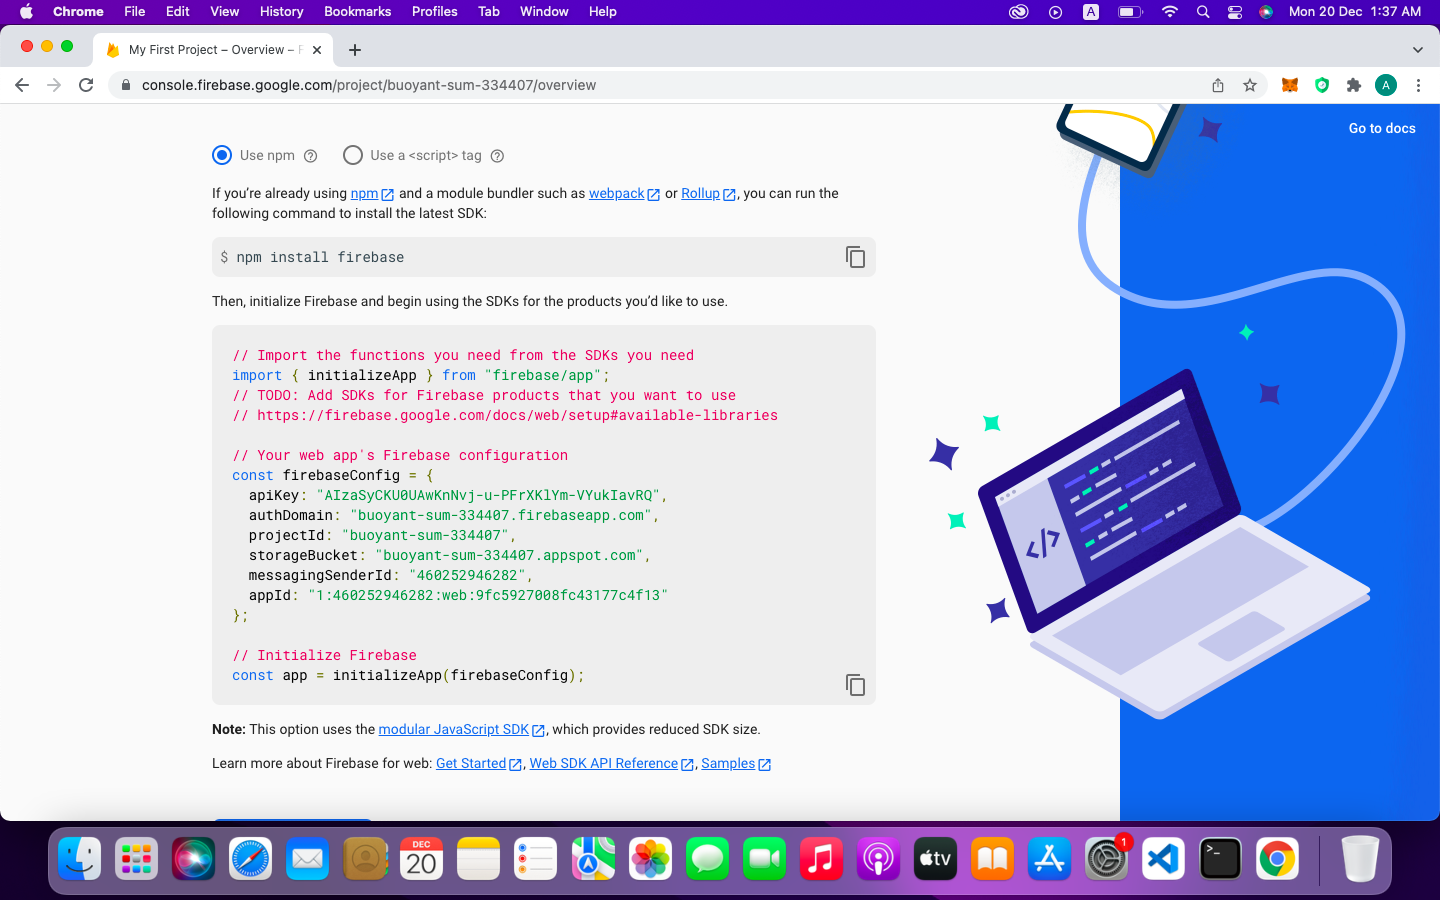 Chrome File Edit View History Bookmarks Profiles Tab Window Help A Mon 20 Dec 1:37 AM
My First Project – Overview – F
console.firebase.google.com/project/buoyant-sum-334407/overview A
Go to docs
Use npm Use a <script> tag
If you’re already using npm and a module bundler such as webpack or Rollup, you can run the
following command to install the latest SDK:
$ npm install firebase
Then, initialize Firebase and begin using the SDKs for the products you’d like to use.
// Import the functions you need from the SDKs you need
import { initializeApp } from "firebase/app";
// TODO: Add SDKs for Firebase products that you want to use
// https://firebase.google.com/docs/web/setup#available-libraries
// Your web app's Firebase configuration
const firebaseConfig = {
apiKey: "AIzaSyCKU0UAwKnNvj-u-PFrXKlYm-VYukIavRQ",
authDomain: "buoyant-sum-334407.firebaseapp.com",
projectId: "buoyant-sum-334407",
storageBucket: "buoyant-sum-334407.appspot.com",
messagingSenderId: "460252946282",
appId: "1:460252946282:web:9fc5927008fc43177c4f13"
};
// Initialize Firebase
const app = initializeApp(firebaseConfig);
</>
Note: This option uses the modular JavaScript SDK, which provides reduced SDK size.
Learn more about Firebase for web: Get Started, Web SDK API Reference, Samples
DEC
20
tv
1
>_